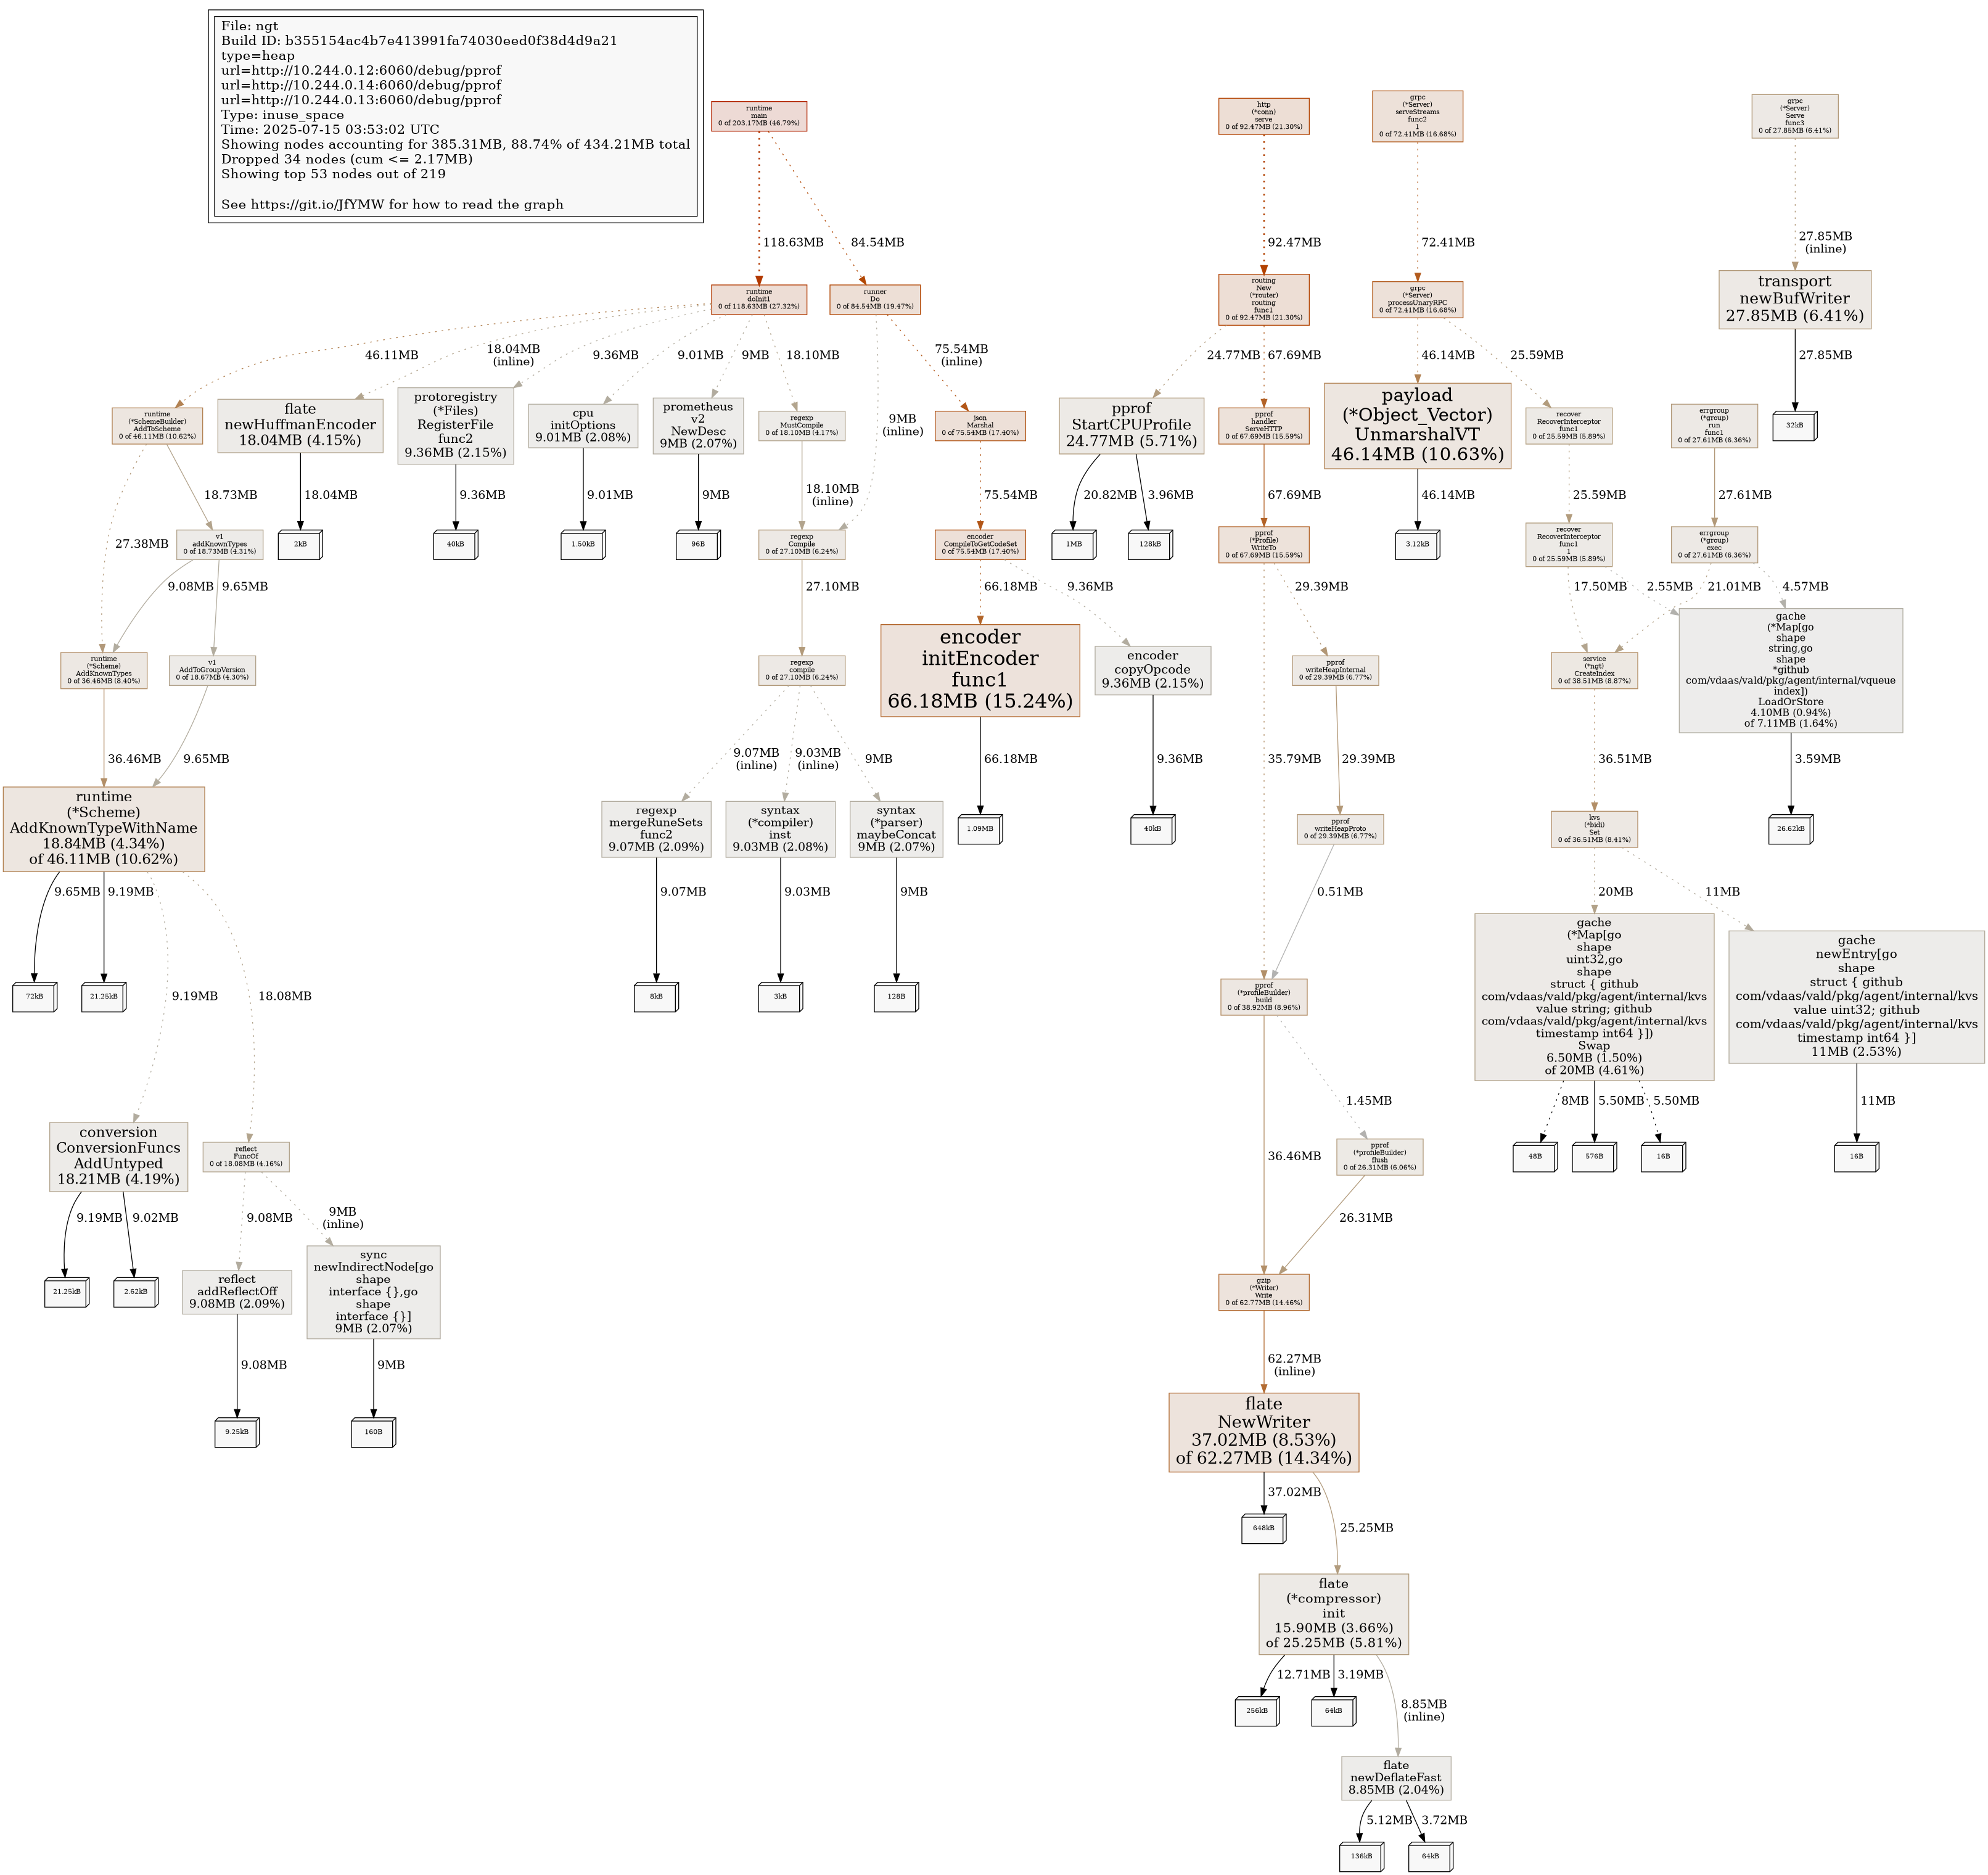 File: ngt
Build ID: b355154ac4b7e413991fa74030eed0f38d4d9a21
type=heap
url=http://10.244.0.12:6060/debug/pprof
url=http://10.244.0.14:6060/debug/pprof
url=http://10.244.0.13:6060/debug/pprof
Type: inuse_space
Time: 2025-07-15 03:53:02 UTC
Showing nodes accounting for 385.31MB, 88.74% of 434.21MB total
Dropped 34 nodes (cum <= 2.17MB)
Showing top 53 nodes out of 219
See https://git.io/JfYMW for how to read the graph
runtime
main
0 of 203.17MB (46.79%)
http
(*conn)
serve
0 of 92.47MB (21.30%)
grpc
(*Server)
serveStreams
func2
1
0 of 72.41MB (16.68%)
grpc
(*Server)
Serve
func3
0 of 27.85MB (6.41%)
118.63MB
84.54MB
92.47MB
72.41MB
27.85MB
(inline)
runtime
doInit1
0 of 118.63MB (27.32%)
runner
Do
0 of 84.54MB (19.47%)
routing
New
(*router)
routing
func1
0 of 92.47MB (21.30%)
grpc
(*Server)
processUnaryRPC
0 of 72.41MB (16.68%)
transport
newBufWriter
27.85MB (6.41%)
46.11MB
18.04MB
(inline)
9.36MB
9.01MB
9MB
18.10MB
9MB
(inline)
75.54MB
(inline)
24.77MB
67.69MB
46.14MB
25.59MB
27.85MB
runtime
(*SchemeBuilder)
AddToScheme
0 of 46.11MB (10.62%)
flate
newHuffmanEncoder
18.04MB (4.15%)
protoregistry
(*Files)
RegisterFile
func2
9.36MB (2.15%)
cpu
initOptions
9.01MB (2.08%)
prometheus
v2
NewDesc
9MB (2.07%)
regexp
MustCompile
0 of 18.10MB (4.17%)
json
Marshal
0 of 75.54MB (17.40%)
pprof
StartCPUProfile
24.77MB (5.71%)
pprof
handler
ServeHTTP
0 of 67.69MB (15.59%)
payload
(*Object_Vector)
UnmarshalVT
46.14MB (10.63%)
recover
RecoverInterceptor
func1
0 of 25.59MB (5.89%)
errgroup
(*group)
run
func1
0 of 27.61MB (6.36%)
32kB
27.38MB
18.73MB
18.04MB
9.36MB
9.01MB
9MB
18.10MB
(inline)
75.54MB
20.82MB
3.96MB
67.69MB
46.14MB
25.59MB
27.61MB
v1
addKnownTypes
0 of 18.73MB (4.31%)
2kB
40kB
1.50kB
96B
regexp
Compile
0 of 27.10MB (6.24%)
encoder
CompileToGetCodeSet
0 of 75.54MB (17.40%)
1MB
128kB
pprof
(*Profile)
WriteTo
0 of 67.69MB (15.59%)
3.12kB
recover
RecoverInterceptor
func1
1
0 of 25.59MB (5.89%)
errgroup
(*group)
exec
0 of 27.61MB (6.36%)
9.08MB
9.65MB
27.10MB
66.18MB
9.36MB
35.79MB
29.39MB
17.50MB
2.55MB
21.01MB
4.57MB
runtime
(*Scheme)
AddKnownTypes
0 of 36.46MB (8.40%)
v1
AddToGroupVersion
0 of 18.67MB (4.30%)
regexp
compile
0 of 27.10MB (6.24%)
encoder
initEncoder
func1
66.18MB (15.24%)
encoder
copyOpcode
9.36MB (2.15%)
pprof
writeHeapInternal
0 of 29.39MB (6.77%)
service
(*ngt)
CreateIndex
0 of 38.51MB (8.87%)
gache
(*Map[go
shape
string,go
shape
*github
com/vdaas/vald/pkg/agent/internal/vqueue
index])
LoadOrStore
4.10MB (0.94%)
of 7.11MB (1.64%)
36.46MB
9.65MB
9.07MB
(inline)
9.03MB
(inline)
9MB
66.18MB
9.36MB
29.39MB
36.51MB
3.59MB
runtime
(*Scheme)
AddKnownTypeWithName
18.84MB (4.34%)
of 46.11MB (10.62%)
regexp
mergeRuneSets
func2
9.07MB (2.09%)
syntax
(*compiler)
inst
9.03MB (2.08%)
syntax
(*parser)
maybeConcat
9MB (2.07%)
1.09MB
40kB
pprof
writeHeapProto
0 of 29.39MB (6.77%)
kvs
(*bidi)
Set
0 of 36.51MB (8.41%)
26.62kB
9.65MB
9.19MB
9.19MB
18.08MB
9.07MB
9.03MB
9MB
0.51MB
20MB
11MB
72kB
21.25kB
8kB
3kB
128B
pprof
(*profileBuilder)
build
0 of 38.92MB (8.96%)
gache
(*Map[go
shape
uint32,go
shape
struct { github
com/vdaas/vald/pkg/agent/internal/kvs
value string; github
com/vdaas/vald/pkg/agent/internal/kvs
timestamp int64 }])
Swap
6.50MB (1.50%)
of 20MB (4.61%)
gache
newEntry[go
shape
struct { github
com/vdaas/vald/pkg/agent/internal/kvs
value uint32; github
com/vdaas/vald/pkg/agent/internal/kvs
timestamp int64 }]
11MB (2.53%)
36.46MB
1.45MB
8MB
5.50MB
5.50MB
11MB
conversion
ConversionFuncs
AddUntyped
18.21MB (4.19%)
reflect
FuncOf
0 of 18.08MB (4.16%)
pprof
(*profileBuilder)
flush
0 of 26.31MB (6.06%)
48B
576B
16B
16B
9.19MB
9.02MB
9.08MB
9MB
(inline)
26.31MB
21.25kB
2.62kB
reflect
addReflectOff
9.08MB (2.09%)
sync
newIndirectNode[go
shape
interface {},go
shape
interface {}]
9MB (2.07%)
gzip
(*Writer)
Write
0 of 62.77MB (14.46%)
9.08MB
9MB
62.27MB
(inline)
9.25kB
160B
flate
NewWriter
37.02MB (8.53%)
of 62.27MB (14.34%)
37.02MB
25.25MB
648kB
flate
(*compressor)
init
15.90MB (3.66%)
of 25.25MB (5.81%)
12.71MB
3.19MB
8.85MB
(inline)
256kB
64kB
flate
newDeflateFast
8.85MB (2.04%)
5.12MB
3.72MB
136kB
64kB